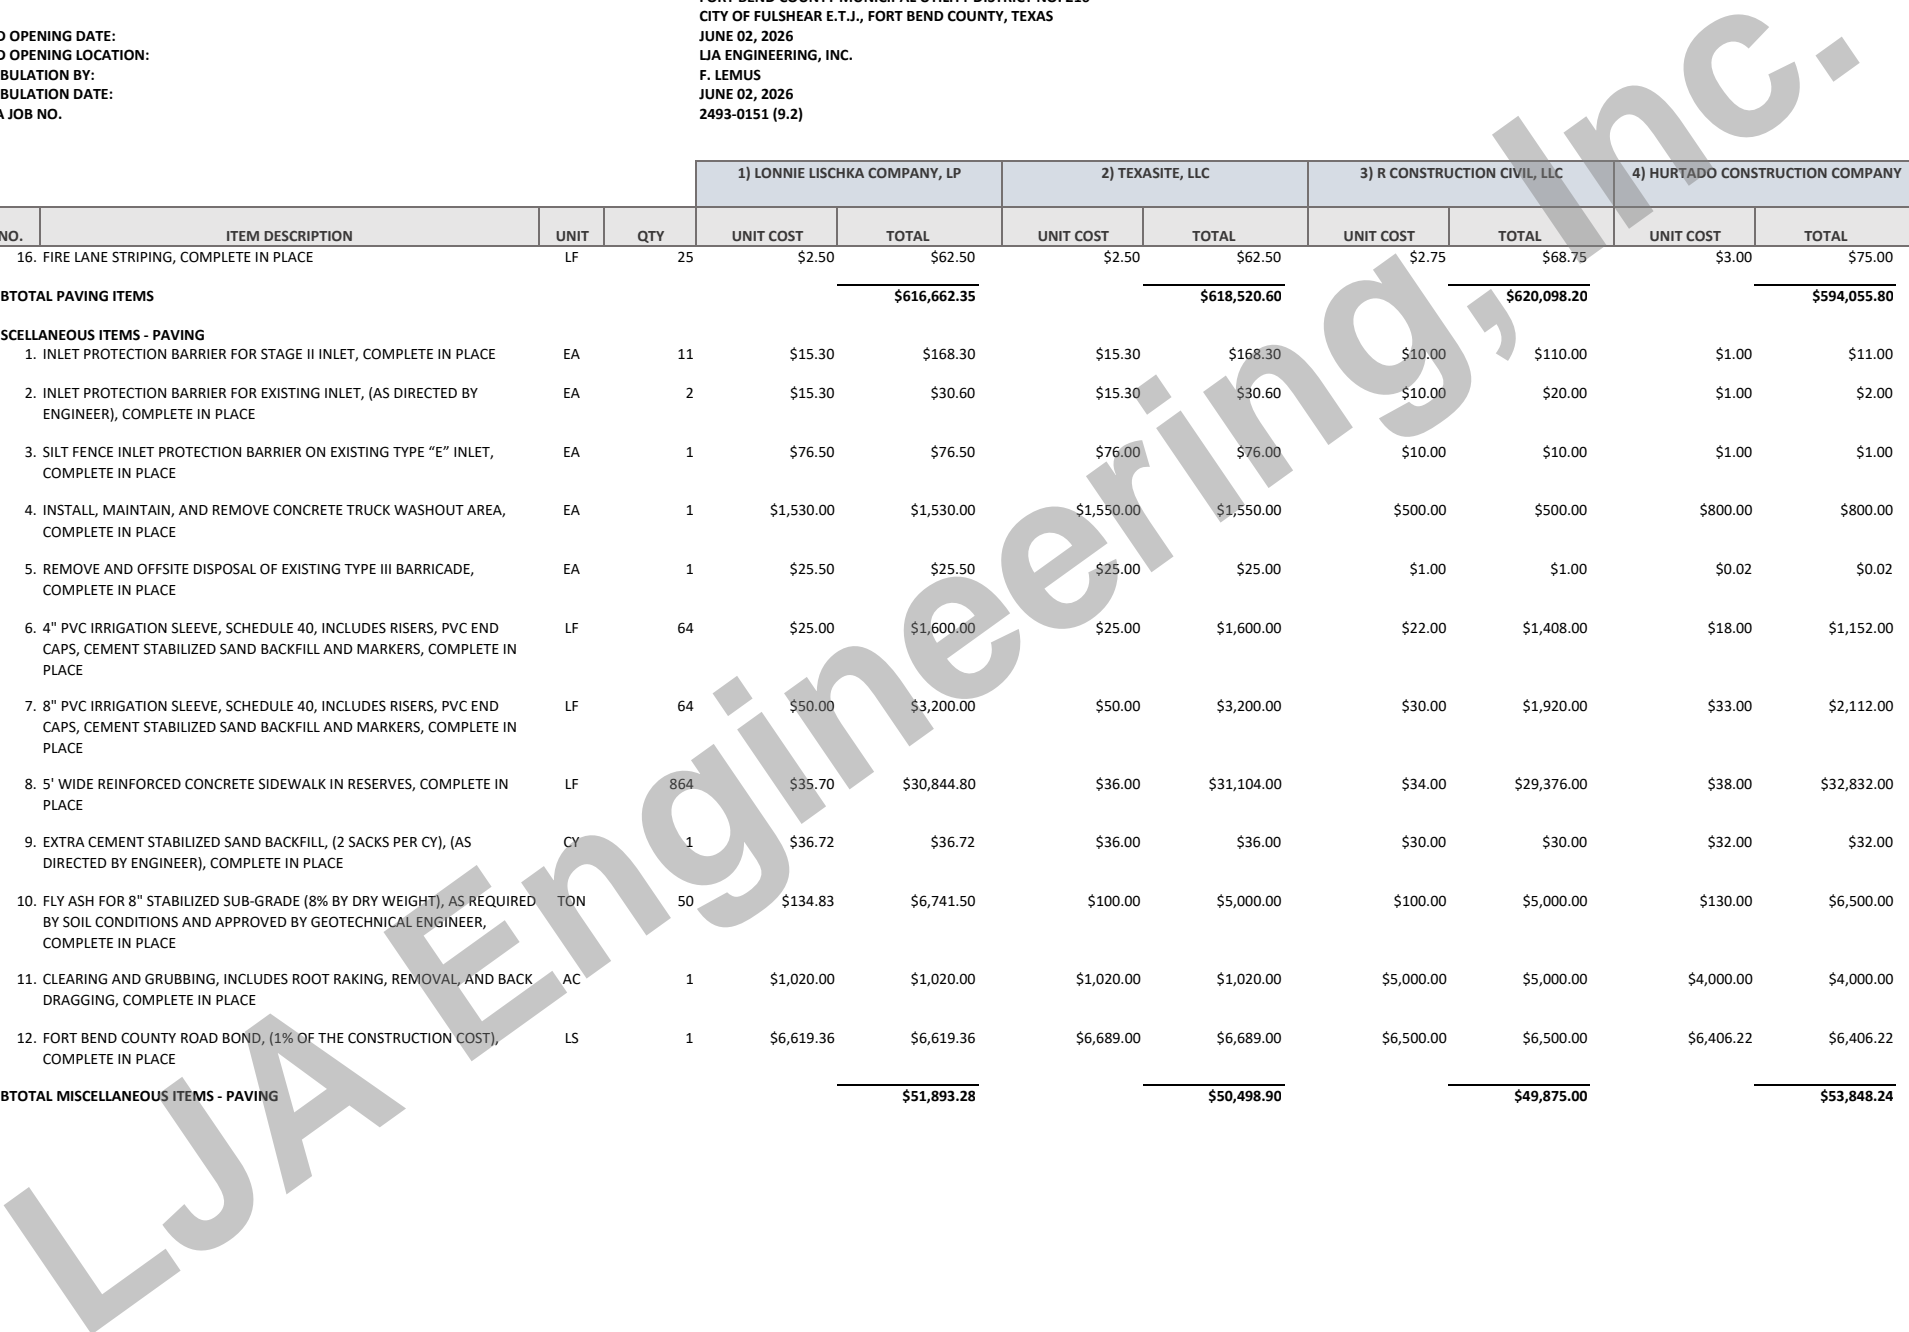 CITY OF FULSHEAR E.T.J., FORT BEND COUNTY, TEXAS
D OPENING DATE: JUNE 02, 2026
D OPENING LOCATION: LJA ENGINEERING, INC.
BULATION BY: F. LEMUS
BULATION DATE: JUNE 02, 2026
A JOB NO. 2493-0151 (9.2)
1) LONNIE LISCHKA COMPANY, LP 2) TEXASITE, LLC 3) R CONSTRUCTION CIVIL, LLC 4) HURTADO CONSTRUCTION COMPANY
NO. ITEM DESCRIPTION UNIT QTY UNIT COST TOTAL UNIT COST TOTAL UNIT COST TOTAL UNIT COST TOTAL
16. FIRE LANE STRIPING, COMPLETE IN PLACE LF 25 $2.50 $62.50 $2.50 $62.50 $2.75 $68.75 $3.00 $75.00
BTOTAL PAVING ITEMS $616,662.35 $618,520.60 $620,098.20 $594,055.80
SCELLANEOUS ITEMS - PAVING
1. INLET PROTECTION BARRIER FOR STAGE II INLET, COMPLETE IN PLACE EA 11 $15.30 $168.30 $15.30 $168.30 $10.00 $110.00 $1.00 $11.00
2. INLET PROTECTION BARRIER FOR EXISTING INLET, (AS DIRECTED BY EA 2 $15.30 $30.60 $15.30 $30.60 $10.00 $20.00 $1.00 $2.00
ENGINEER), COMPLETE IN PLACE
3. SILT FENCE INLET PROTECTION BARRIER ON EXISTING TYPE “E” INLET, EA 1 $76.50 $76.50 $76.00 $76.00 $10.00 $10.00 $1.00 $1.00
COMPLETE IN PLACE
4. INSTALL, MAINTAIN, AND REMOVE CONCRETE TRUCK WASHOUT AREA, EA 1 $1,530.00 $1,530.00 $1,550.00 $1,550.00 $500.00 $500.00 $800.00 $800.00
COMPLETE IN PLACE
5. REMOVE AND OFFSITE DISPOSAL OF EXISTING TYPE III BARRICADE, EA 1 $25.50 $25.50 $25.00 $25.00 $1.00 $1.00 $0.02 $0.02
COMPLETE IN PLACE
6. 4" PVC IRRIGATION SLEEVE, SCHEDULE 40, INCLUDES RISERS, PVC END LF 64 $25.00 $1,600.00 $25.00 $1,600.00 $22.00 $1,408.00 $18.00 $1,152.00
CAPS, CEMENT STABILIZED SAND BACKFILL AND MARKERS, COMPLETE IN
PLACE
7. 8" PVC IRRIGATION SLEEVE, SCHEDULE 40, INCLUDES RISERS, PVC END LF 64 $50.00 $3,200.00 $50.00 $3,200.00 $30.00 $1,920.00 $33.00 $2,112.00
CAPS, CEMENT STABILIZED SAND BACKFILL AND MARKERS, COMPLETE IN
PLACE
8. 5' WIDE REINFORCED CONCRETE SIDEWALK IN RESERVES, COMPLETE IN LF 864 $35.70 $30,844.80 $36.00 $31,104.00 $34.00 $29,376.00 $38.00 $32,832.00
PLACE
9. EXTRA CEMENT STABILIZED SAND BACKFILL, (2 SACKS PER CY), (AS CY 1 $36.72 $36.72 $36.00 $36.00 $30.00 $30.00 $32.00 $32.00
DIRECTED BY ENGINEER), COMPLETE IN PLACE
10. FLY ASH FOR 8" STABILIZED SUB-GRADE (8% BY DRY WEIGHT), AS REQUIRED TON 50 $134.83 $6,741.50 $100.00 $5,000.00 $100.00 $5,000.00 $130.00 $6,500.00
BY SOIL CONDITIONS AND APPROVED BY GEOTECHNICAL ENGINEER,
COMPLETE IN PLACE
11. CLEARING AND GRUBBING, INCLUDES ROOT RAKING, REMOVAL, AND BACK AC 1 $1,020.00 $1,020.00 $1,020.00 $1,020.00 $5,000.00 $5,000.00 $4,000.00 $4,000.00
DRAGGING, COMPLETE IN PLACE
12. FORT BEND COUNTY ROAD BOND, (1% OF THE CONSTRUCTION COST), LS 1 $6,619.36 $6,619.36 $6,689.00 $6,689.00 $6,500.00 $6,500.00 $6,406.22 $6,406.22
COMPLETE IN PLACE
BTOTAL MISCELLANEOUS ITEMS - PAVING $51,893.28 $50,498.90 $49,875.00 $53,848.24
LJA Engineering, Inc.